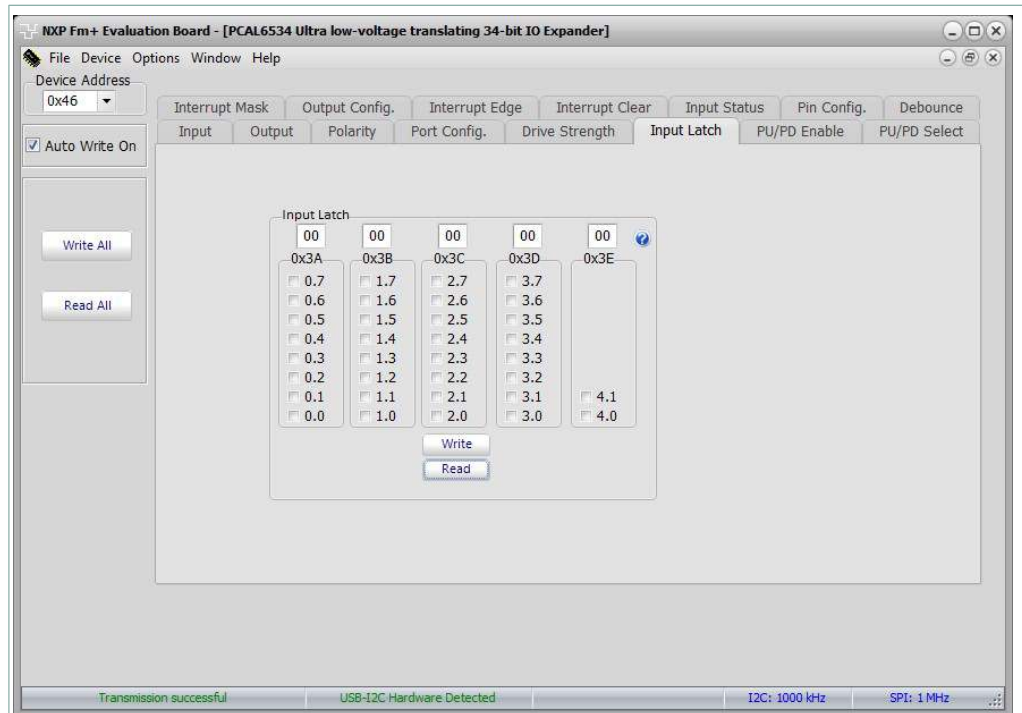 NXP Fm+ Evaluation Board - [PCAL6534 Ultra low-voltage translating 34-bit IO Expander]
File Device Options Window Help
Device Address
0x46
Auto Write On
Write All
Read All
Interrupt Mask Output Config. Interrupt Edge Interrupt Clear Input Status Pin Config. Debounce
Input Output Polarity Port Config. Drive Strength Input Latch PU/PD Enable PU/PD Select
Input Latch
00 00 00 00 00
0x3A 0x3B 0x3C 0x3D 0x3E
0.7 1.7 2.7 3.7
0.6 1.6 2.6 3.6
0.5 1.5 2.5 3.5
0.4 1.4 2.4 3.4
0.3 1.3 2.3 3.3
0.2 1.2 2.2 3.2
0.1 1.1 2.1 3.1 4.1
0.0 1.0 2.0 3.0 4.0
Write
Read
Transmission successful USB-I2C Hardware Detected I2C: 1000 kHz SPI: 1 MHz